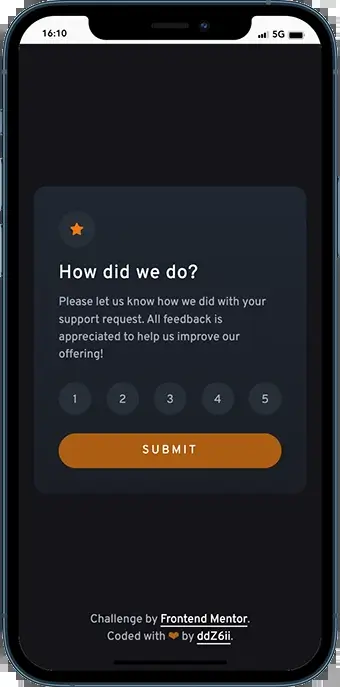 16:10 5G
How did we do?
Please let us know how we did with your
support request. All feedback is
appreciated to help us improve our
offering!
1 2 3 4 5
SUBMIT
Challenge by Frontend Mentor.
Coded with ❤ by ddZ6ii.